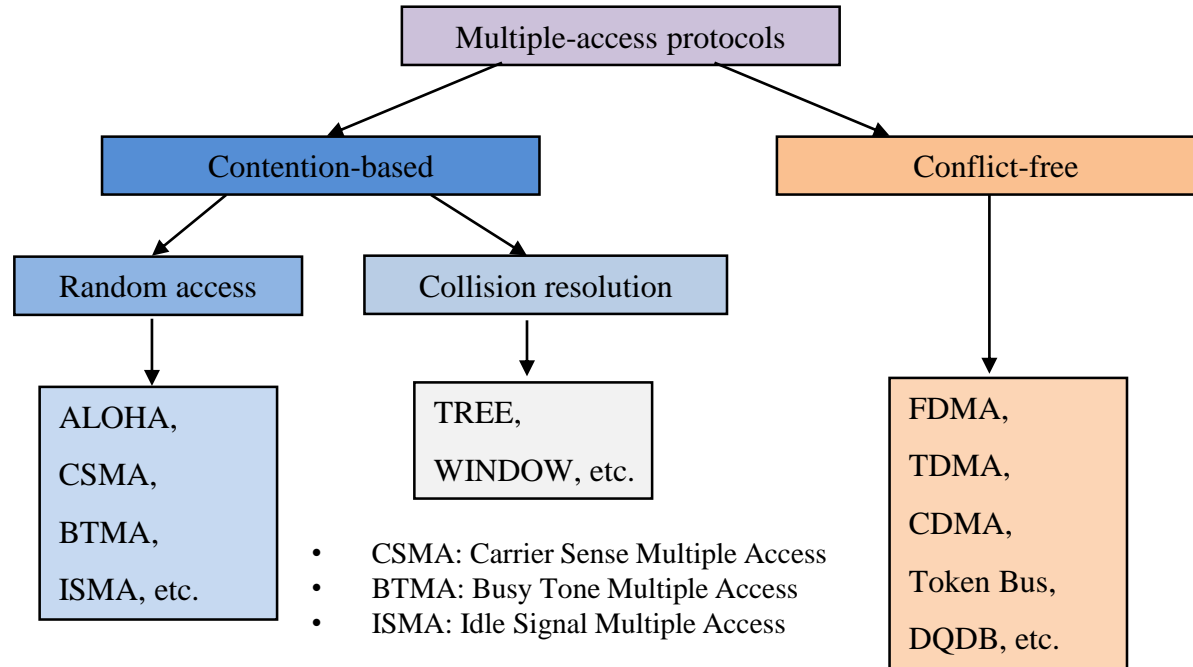 Multiple-access protocols
Contention-based
Conflict-free
Random access
Collision resolution
ALOHA,
CSMA,
BTMA,
ISMA, etc.
TREE,
WINDOW, etc.
FDMA,
TDMA,
CDMA,
Token Bus,
DQDB, etc.
• CSMA: Carrier Sense Multiple Access
• BTMA: Busy Tone Multiple Access
• ISMA: Idle Signal Multiple Access